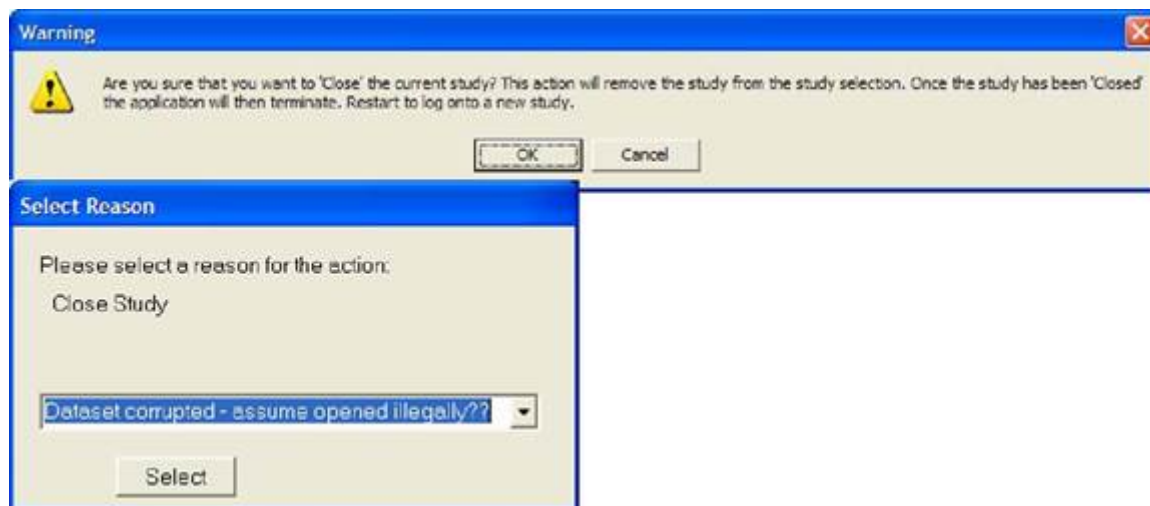 Warning
Are you sure that you want to 'Close' the current study? This action will remove the study from the study selection. Once the study has been 'Closed'
the application will then terminate. Restart to log onto a new study.
OK Cancel
Select Reason
Please select a reason for the action:
Close Study
Dataset corrupted - assume opened illegally??
Select